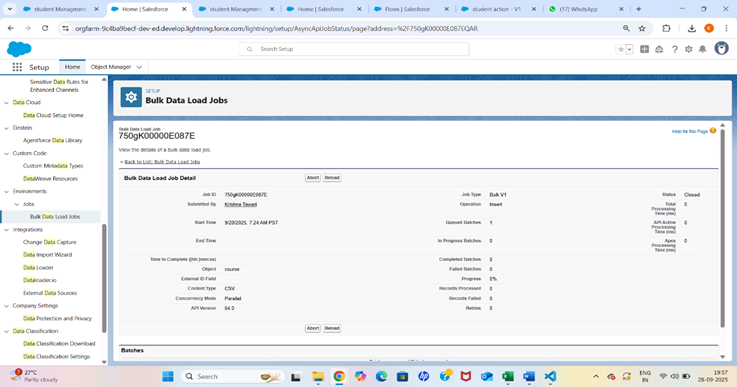 student Managment
Home | Salesforce
student Managemen
Home | Salesforce
Flows | Salesforce
student action - V1
(17) WhatsApp
orgfarm-9c4ba9becf-dev-ed.develop.lightning.force.com/lightning/setup/AsyncApiJobStatus/page?address=%2F750gK00000E087EQAR
Search Setup
Setup
Home
Object Manager
Sensitive Data Rules for
Enhanced Channels
Data Cloud
Data Cloud Setup Home
Einstein
Agentforce Data Library
Custom Code
Custom Metadata Types
DataWeave Resources
Environments
Jobs
Bulk Data Load Jobs
Integrations
Change Data Capture
Data Import Wizard
Data Loader
Dataloader.io
External Data Sources
Company Settings
Data Protection and Privacy
Data Classification
Data Classification Download
Data Classification Settings
SETUP
Bulk Data Load Jobs
Bulk Data Load Job
750gK00000E087E
Help for this Page
View the details of a bulk data load job.
« Back to List: Bulk Data Load Jobs
Bulk Data Load Job Detail
Abort
Reload
Job ID 750gK00000E087E Job Type Bulk V1 Status Closed
Submitted By Krishna Tawari Operation Insert Total Processing Time (ms) 0
Start Time 9/20/2025, 7:24 AM PST Queued Batches 1 API Active Processing Time (ms) 0
End Time In Progress Batches 0 Apex Processing Time (ms) 0
Time to Complete (hh:mm:ss) Completed Batches 0
Object course Failed Batches 0
External ID Field Progress 0%
Content Type CSV Records Processed 0
Concurrency Mode Parallel Records Failed 0
API Version 64.0 Retries 0
Abort
Reload
Batches
27°C
Partly cloudy
Search
ENG
IN
19:57
26-09-2025